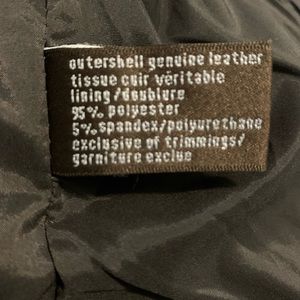 outershell genuine leather
tissue cuir véritable
lining/doublure
95% polyester
5% spandex/polyurethane
exclusive of trimmings/
garniture exclue